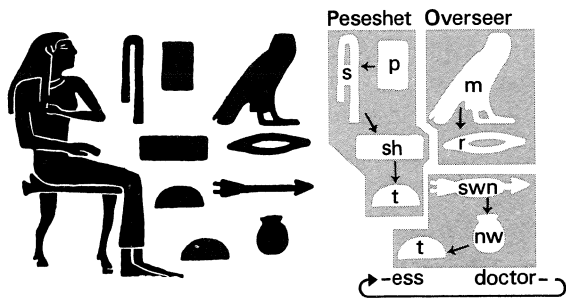 Peseshet Overseer
s p m
sh r
t swn
t nw
-ess doctor-